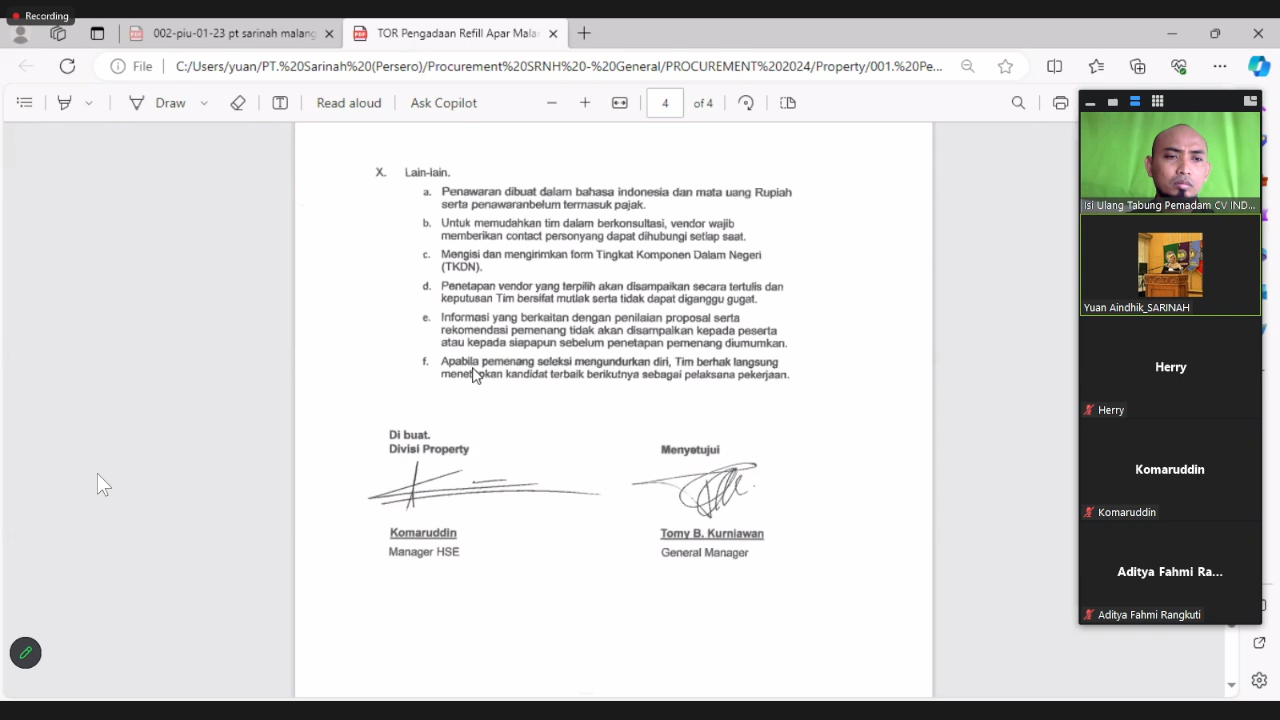 Recording
002-piu-01-23 pt sarinah malang
TOR Pengadaan Refill Apar Mala
File
C:/Users/yuan/PT.%20Sarinah%20(Persero)/Procurement%20SRNH%20-%20General/PROCUREMENT%202024/Property/001.%20Pe...
Draw
Read aloud
Ask Copilot
4
of 4
X. Lain-lain.
a. Penawaran dibuat dalam bahasa indonesia dan mata uang Rupiah
serta penawaranbelum termasuk pajak.
b. Untuk memudahkan tim dalam berkonsultasi, vendor wajib
memberikan contact personyang dapat dihubungi setiap saat.
c. Mengisi dan mengirimkan form Tingkat Komponen Dalam Negeri
(TKDN).
d. Penetapan vendor yang terpilih akan disampaikan secara tertulis dan
keputusan Tim bersifat mutlak serta tidak dapat diganggu gugat.
e. Informasi yang berkaitan dengan penilaian proposal serta
rekomendasi pemenang tidak akan disampaikan kepada peserta
atau kepada siapapun sebelum penetapan pemenang diumumkan.
f. Apabila pemenang seleksi mengundurkan diri, Tim berhak langsung
menetapkan kandidat terbaik berikutnya sebagai pelaksana pekerjaan.
Di buat.
Divisi Property
Menyetujui
Komaruddin
Manager HSE
Tomy B. Kurniawan
General Manager
Isi Ulang Tabung Pemadam CV IND...
Yuan Aindhik_SARINAH
Herry
Herry
Komaruddin
Komaruddin
Aditya Fahmi Ra...
Aditya Fahmi Rangkuti